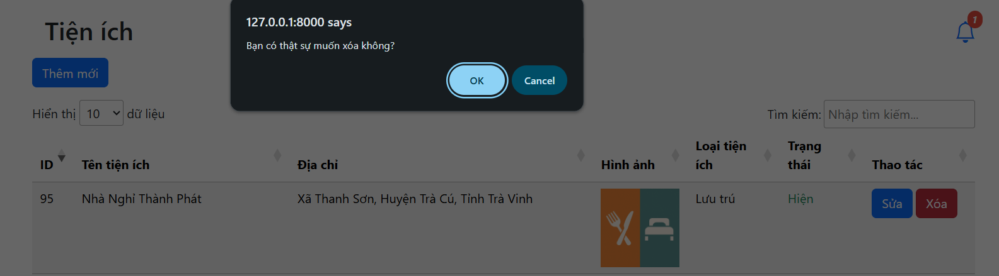 127.0.0.1:8000 says
Bạn có thật sự muốn xóa không?
OK
Cancel
Tiện ích
1
Thêm mới
Hiển thị 10 dữ liệu
Tìm kiếm: Nhập tìm kiếm...
ID
Tên tiện ích
Địa chỉ
Hình ảnh
Loại tiện
ích
Trạng
thái
Thao tác
95
Nhà Nghỉ Thành Phát
Xã Thanh Sơn, Huyện Trà Cú, Tỉnh Trà Vinh
Lưu trú
Hiện
Sửa
Xóa